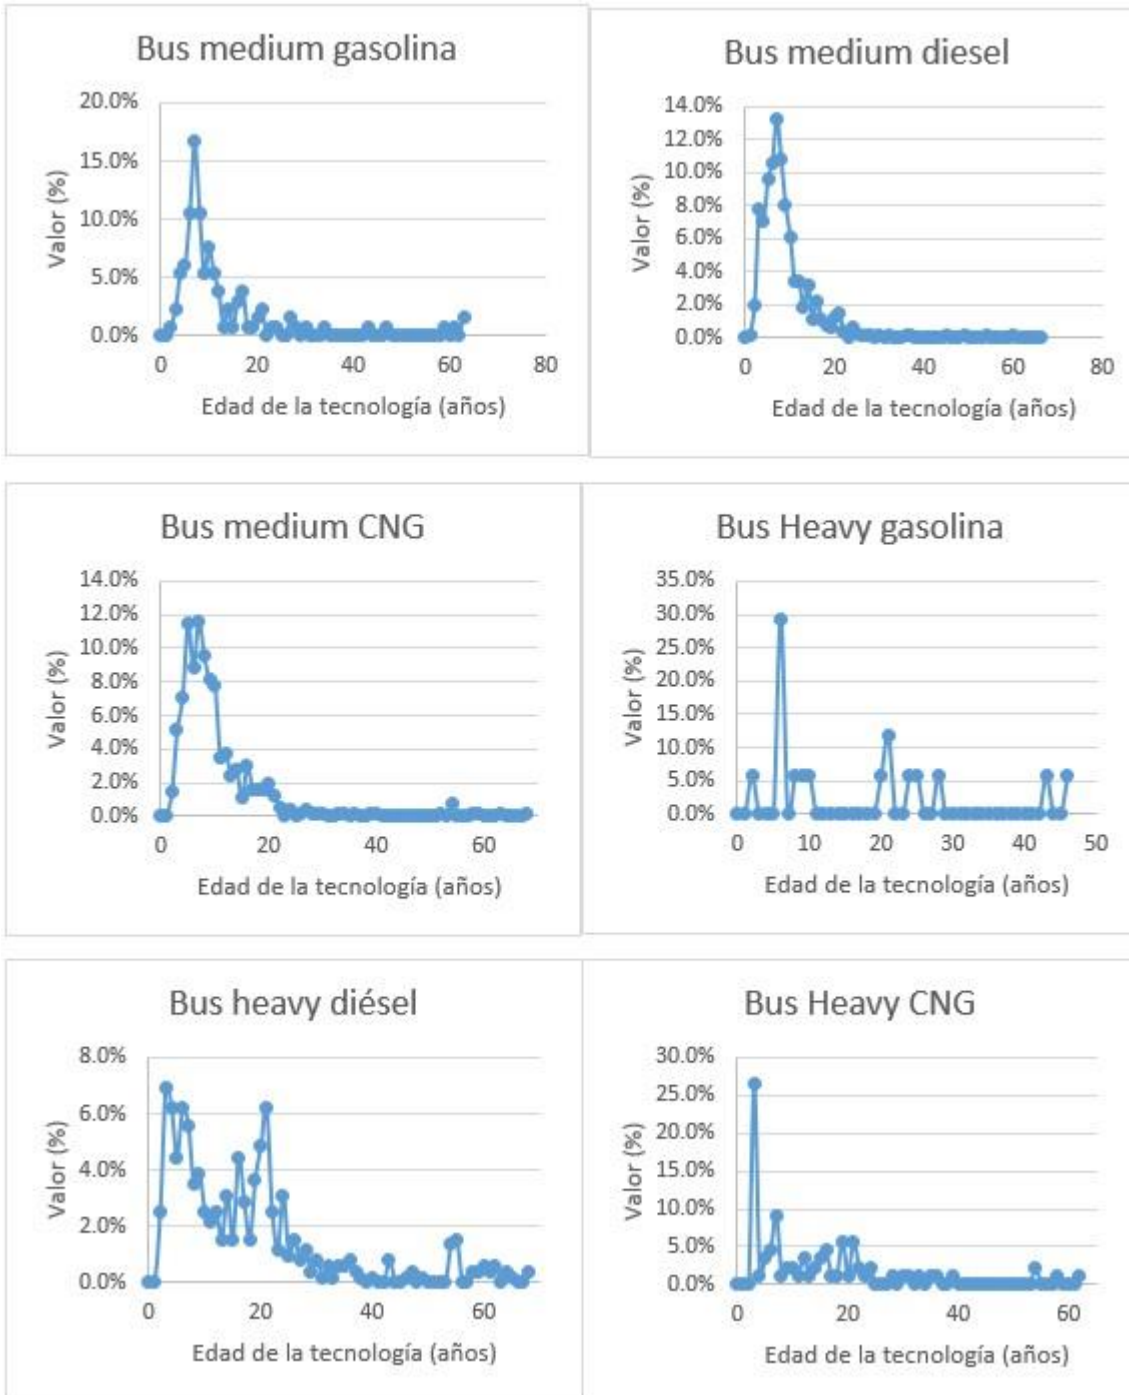 Bus medium gasolina
20.0%
15.0%
10.0%
5.0%
0.0%
Valor (%)
0 20 40 60 80
Edad de la tecnología (años)
Bus medium diesel
14.0%
12.0%
10.0%
8.0%
6.0%
4.0%
2.0%
0.0%
Valor (%)
0 20 40 60 80
Edad de la tecnología (años)
Bus medium CNG
14.0%
12.0%
10.0%
8.0%
6.0%
4.0%
2.0%
0.0%
Valor (%)
0 20 40 60
Edad de la tecnología (años)
Bus Heavy gasolina
35.0%
30.0%
25.0%
20.0%
15.0%
10.0%
5.0%
0.0%
Valor (%)
0 10 20 30 40 50
Edad de la tecnología (años)
Bus heavy diésel
8.0%
6.0%
4.0%
2.0%
0.0%
Valor (%)
0 20 40 60
Edad de la tecnología (años)
Bus Heavy CNG
30.0%
25.0%
20.0%
15.0%
10.0%
5.0%
0.0%
Valor (%)
0 20 40 60
Edad de la tecnología (años)